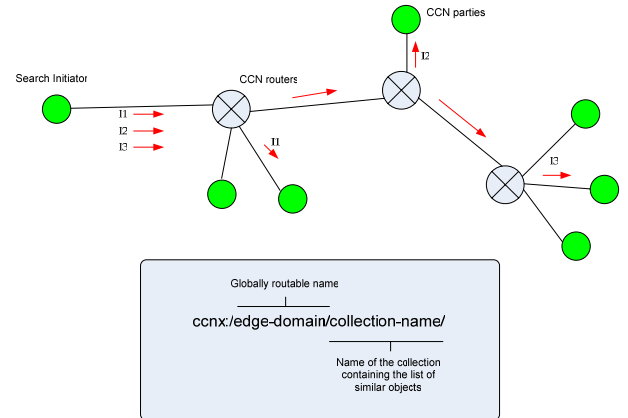 CCN parties
I2
Search Initiator
CCN routers
I1
I2
I3
I1
I3
Globally routable name
ccnx:/edge-domain/collection-name/
Name of the collection
containing the list of
similar objects